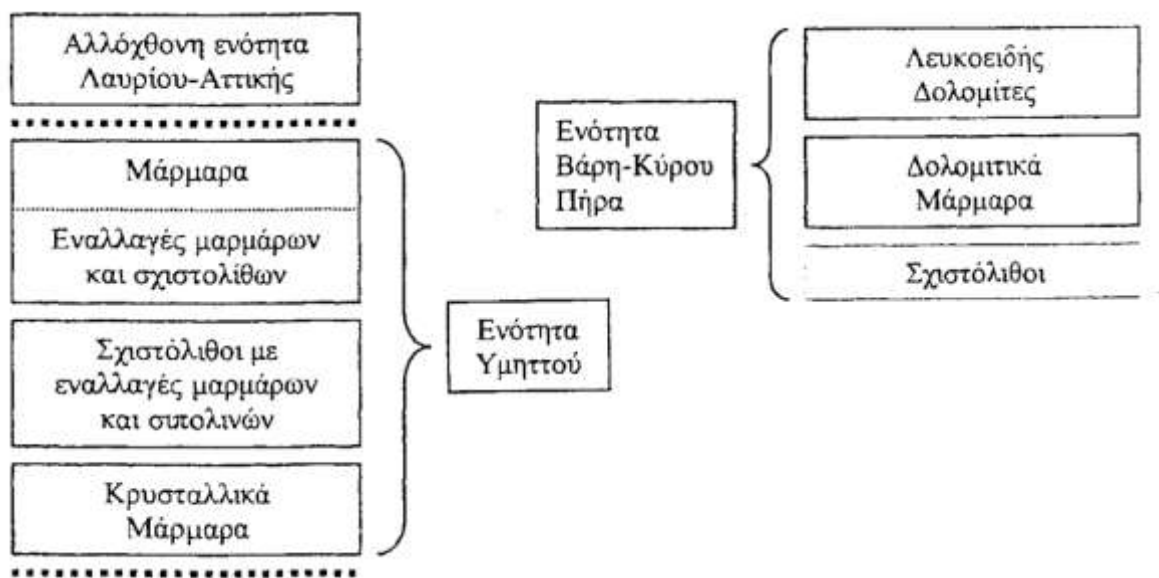 Αλλόχθονη ενότητα
Λαυρίου-Αττικής
Μάρμαρα
Εναλλαγές μαρμάρων
και σχιστολίθων
Σχιστόλιθοι με
εναλλαγές μαρμάρων
και σιπολινών
Κρυσταλλικά
Μάρμαρα
Ενότητα
Υμηττού
Ενότητα
Βάρη-Κύρου
Πήρα
Λευκοειδής
Δολομίτες
Δολομιτικά
Μάρμαρα
Σχιστόλιθοι